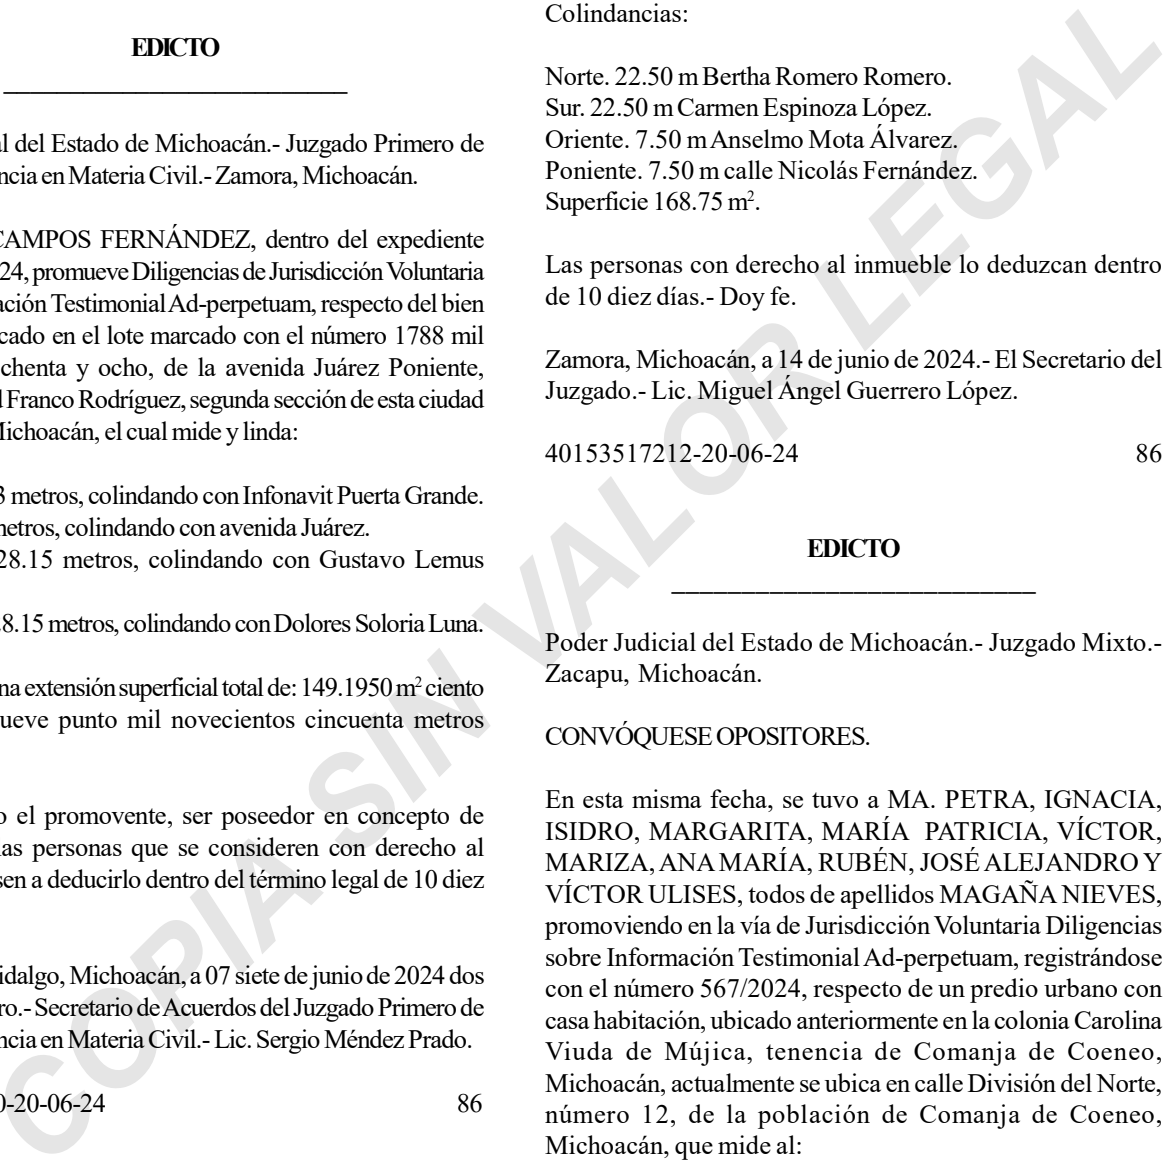 EDICTO
al del Estado de Michoacán.- Juzgado Primero de
ncia en Materia Civil.- Zamora, Michoacán.
CAMPOS FERNÁNDEZ, dentro del expediente
24, promueve Diligencias de Jurisdicción Voluntaria
ación Testimonial Ad-perpetuam, respecto del bien
cado en el lote marcado con el número 1788 mil
chenta y ocho, de la avenida Juárez Poniente,
d Franco Rodríguez, segunda sección de esta ciudad
Michoacán, el cual mide y linda:
3 metros, colindando con Infonavit Puerta Grande.
metros, colindando con avenida Juárez.
28.15 metros, colindando con Gustavo Lemus
28.15 metros, colindando con Dolores Soloria Luna.
na extensión superficial total de: 149.1950 m² ciento
ueve punto mil novecientos cincuenta metros
o el promovente, ser poseedor en concepto de
las personas que se consideren con derecho al
sen a deducirlo dentro del término legal de 10 diez
idalgo, Michoacán, a 07 siete de junio de 2024 dos
ro.- Secretario de Acuerdos del Juzgado Primero de
ncia en Materia Civil.- Lic. Sergio Méndez Prado.
0-20-06-24 86
Colindancias:
Norte. 22.50 m Bertha Romero Romero.
Sur. 22.50 m Carmen Espinoza López.
Oriente. 7.50 m Anselmo Mota Álvarez.
Poniente. 7.50 m calle Nicolás Fernández.
Superficie 168.75 m².
Las personas con derecho al inmueble lo deduzcan dentro
de 10 diez días.- Doy fe.
Zamora, Michoacán, a 14 de junio de 2024.- El Secretario del
Juzgado.- Lic. Miguel Ángel Guerrero López.
40153517212-20-06-24 86
EDICTO
Poder Judicial del Estado de Michoacán.- Juzgado Mixto.-
Zacapu, Michoacán.
CONVÓQUESE OPOSITORES.
En esta misma fecha, se tuvo a MA. PETRA, IGNACIA,
ISIDRO, MARGARITA, MARÍA PATRICIA, VÍCTOR,
MARIZA, ANA MARÍA, RUBÉN, JOSÉ ALEJANDRO Y
VÍCTOR ULISES, todos de apellidos MAGAÑA NIEVES,
promoviendo en la vía de Jurisdicción Voluntaria Diligencias
sobre Información Testimonial Ad-perpetuam, registrándose
con el número 567/2024, respecto de un predio urbano con
casa habitación, ubicado anteriormente en la colonia Carolina
Viuda de Mújica, tenencia de Comanja de Coeneo,
Michoacán, actualmente se ubica en calle División del Norte,
número 12, de la población de Comanja de Coeneo,
Michoacán, que mide al:
COPIA SIN VALOR LEGAL